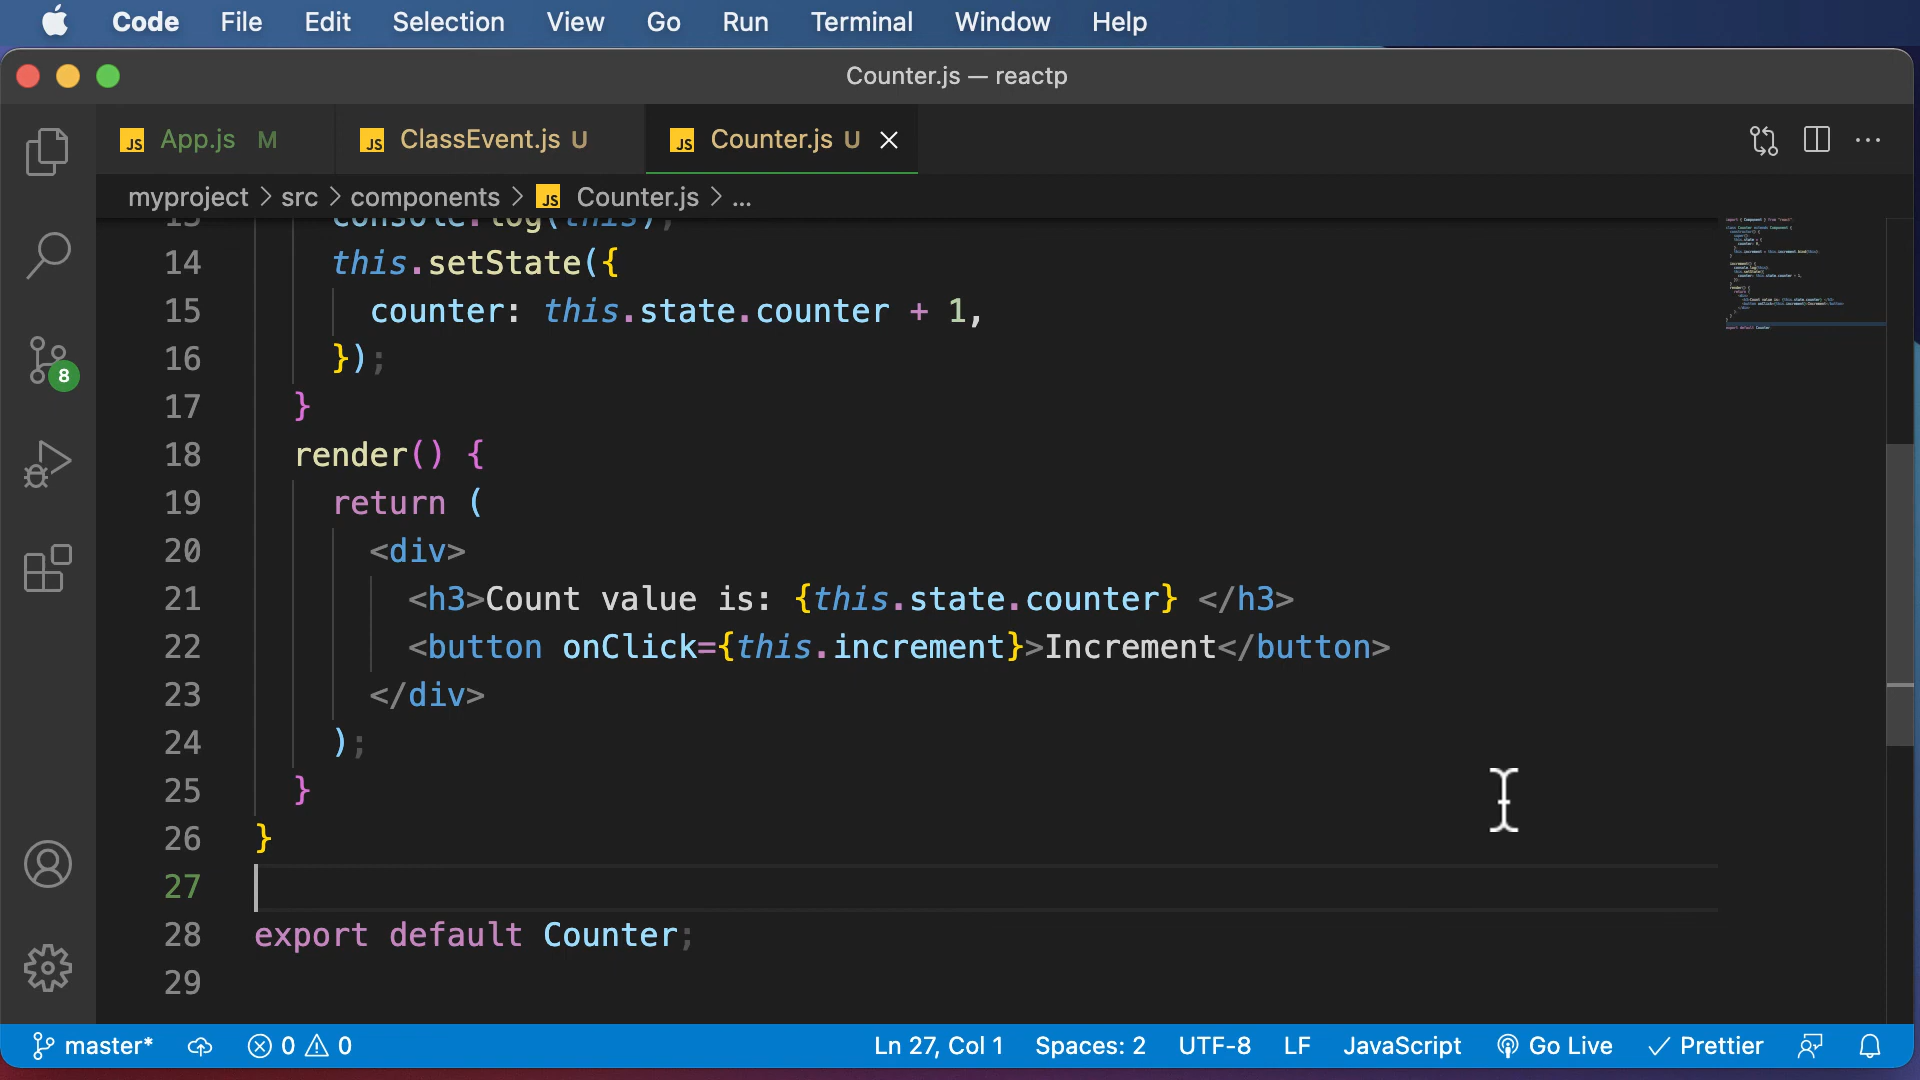 Code File Edit Selection View Go Run Terminal Window Help
Counter.js — reactp
JS App.js M JS ClassEvent.js U JS Counter.js U
myproject > src > components > JS Counter.js > ...
13 console.log(this);
14 this.setState({
15 counter: this.state.counter + 1,
16 });
17 }
18 render() {
19 return (
20 <div>
21 <h3>Count value is: {this.state.counter} </h3>
22 <button onClick={this.increment}>Increment</button>
23 </div>
24 );
25 }
26 }
27
28 export default Counter;
29
8
master* 0 0 Ln 27, Col 1 Spaces: 2 UTF-8 LF JavaScript Go Live Prettier